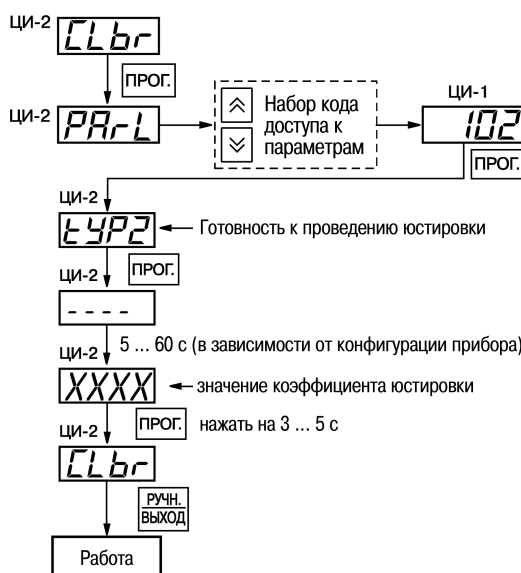 ЦИ-2 CLbr
ПРОГ.
ЦИ-2 PArL
Набор кода
доступа к
параметрам
ЦИ-1
102
ПРОГ.
ЦИ-2
tYP2 Готовность к проведению юстировки
ЦИ-2 ПРОГ.
----
5 ... 60 с (в зависимости от конфигурации прибора)
ЦИ-2
XXXX значение коэффициента юстировки
ЦИ-2 ПРОГ. нажать на 3 ... 5 с
CLbr
РУЧН.
ВЫХОД
Работа